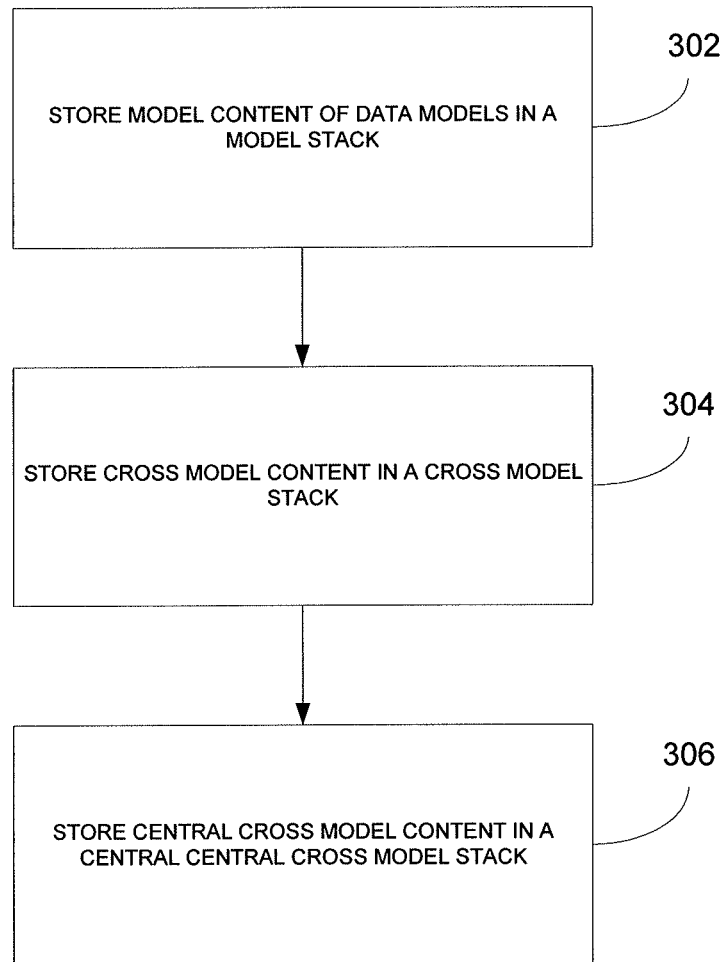 302
STORE MODEL CONTENT OF DATA MODELS IN A
MODEL STACK
304
STORE CROSS MODEL CONTENT IN A CROSS MODEL
STACK
306
STORE CENTRAL CROSS MODEL CONTENT IN A
CENTRAL CENTRAL CROSS MODEL STACK